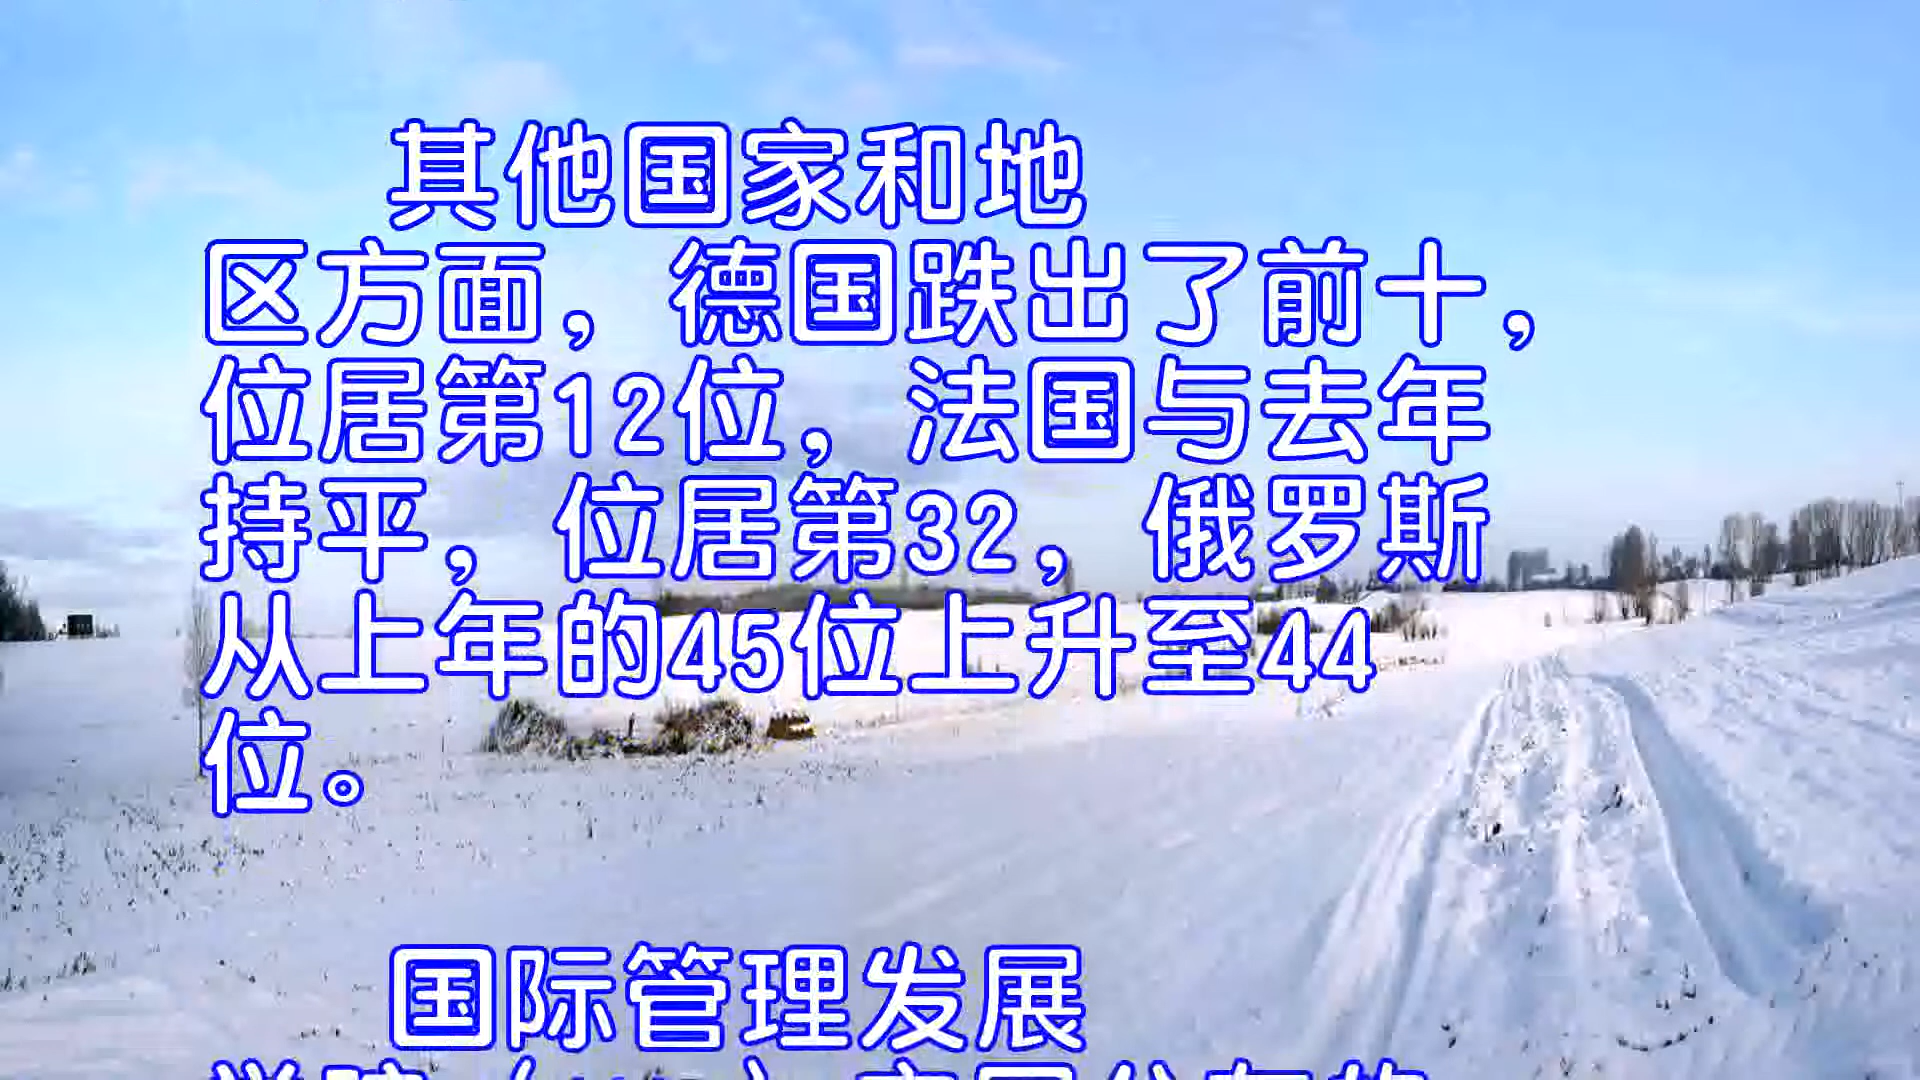 其他国家和地
区方面，德国跌出了前十，
位居第12位，法国与去年
持平，位居第32，俄罗斯
从上年的45位上升至44
位。
国际管理发展